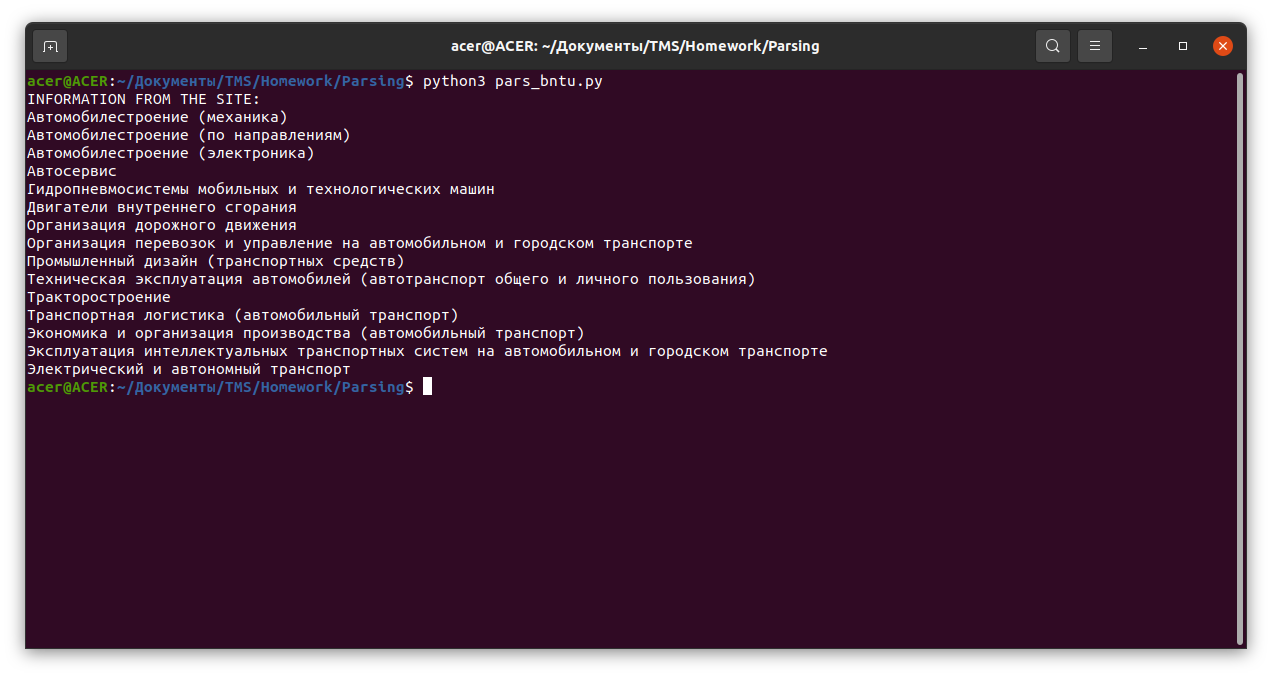 acer@ACER: ~/Документы/TMS/Homework/Parsing
acer@ACER:~/Документы/TMS/Homework/Parsing$ python3 pars_bntu.py
INFORMATION FROM THE SITE:
Автомобилестроение (механика)
Автомобилестроение (по направлениям)
Автомобилестроение (электроника)
Автосервис
Гидропневмосистемы мобильных и технологических машин
Двигатели внутреннего сгорания
Организация дорожного движения
Организация перевозок и управление на автомобильном и городском транспорте
Промышленный дизайн (транспортных средств)
Техническая эксплуатация автомобилей (автотранспорт общего и личного пользования)
Тракторостроение
Транспортная логистика (автомобильный транспорт)
Экономика и организация производства (автомобильный транспорт)
Эксплуатация интеллектуальных транспортных систем на автомобильном и городском транспорте
Электрический и автономный транспорт
acer@ACER:~/Документы/TMS/Homework/Parsing$